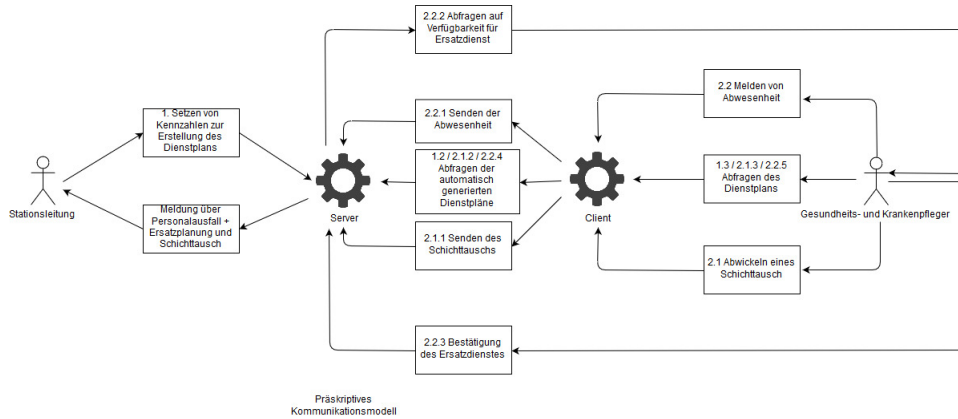 2.2.2 Abfragen auf
Verfügbarkeit für
Ersatzdienst
2.2 Melden von
Abwesenheit
1. Setzen von
Kennzahlen zur
Erstellung des
Dienstplans
2.2.1 Senden der
Abwesenheit
1.2 / 2.1.2 / 2.2.4
Abfragen der
automatisch
generierten
Dienstpläne
1.3 / 2.1.3 / 2.2.5
Abfragen des
Dienstplans
Stationsleitung
Server
Client
Gesundheits- und Krankenpfleger
Meldung über
Personalausfall +
Ersatzplanung und
Schichttausch
2.1.1 Senden des
Schichttauschs
2.1 Abwickeln eines
Schichttausch
2.2.3 Bestätigung
des Ersatzdienstes
Präskriptives
Kommunikationsmodell